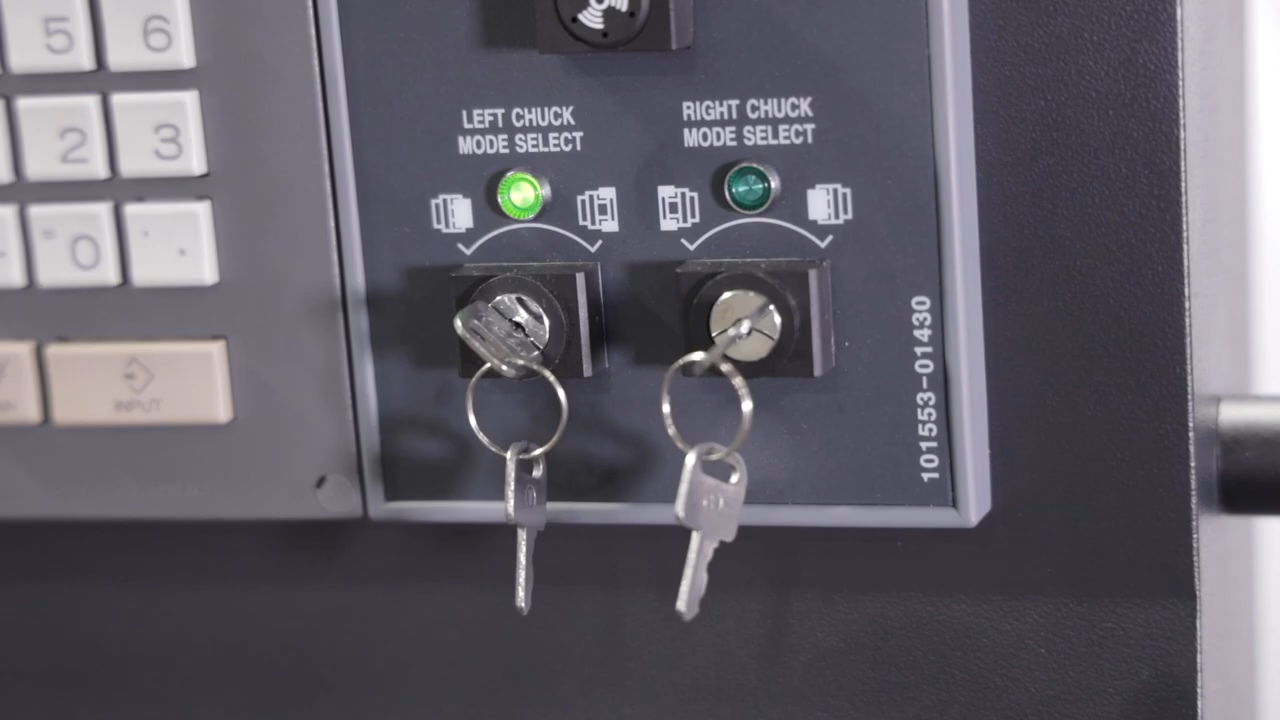 5 6
2 3
- 0 .
INPUT
LEFT CHUCK
MODE SELECT
RIGHT CHUCK
MODE SELECT
101553-01430